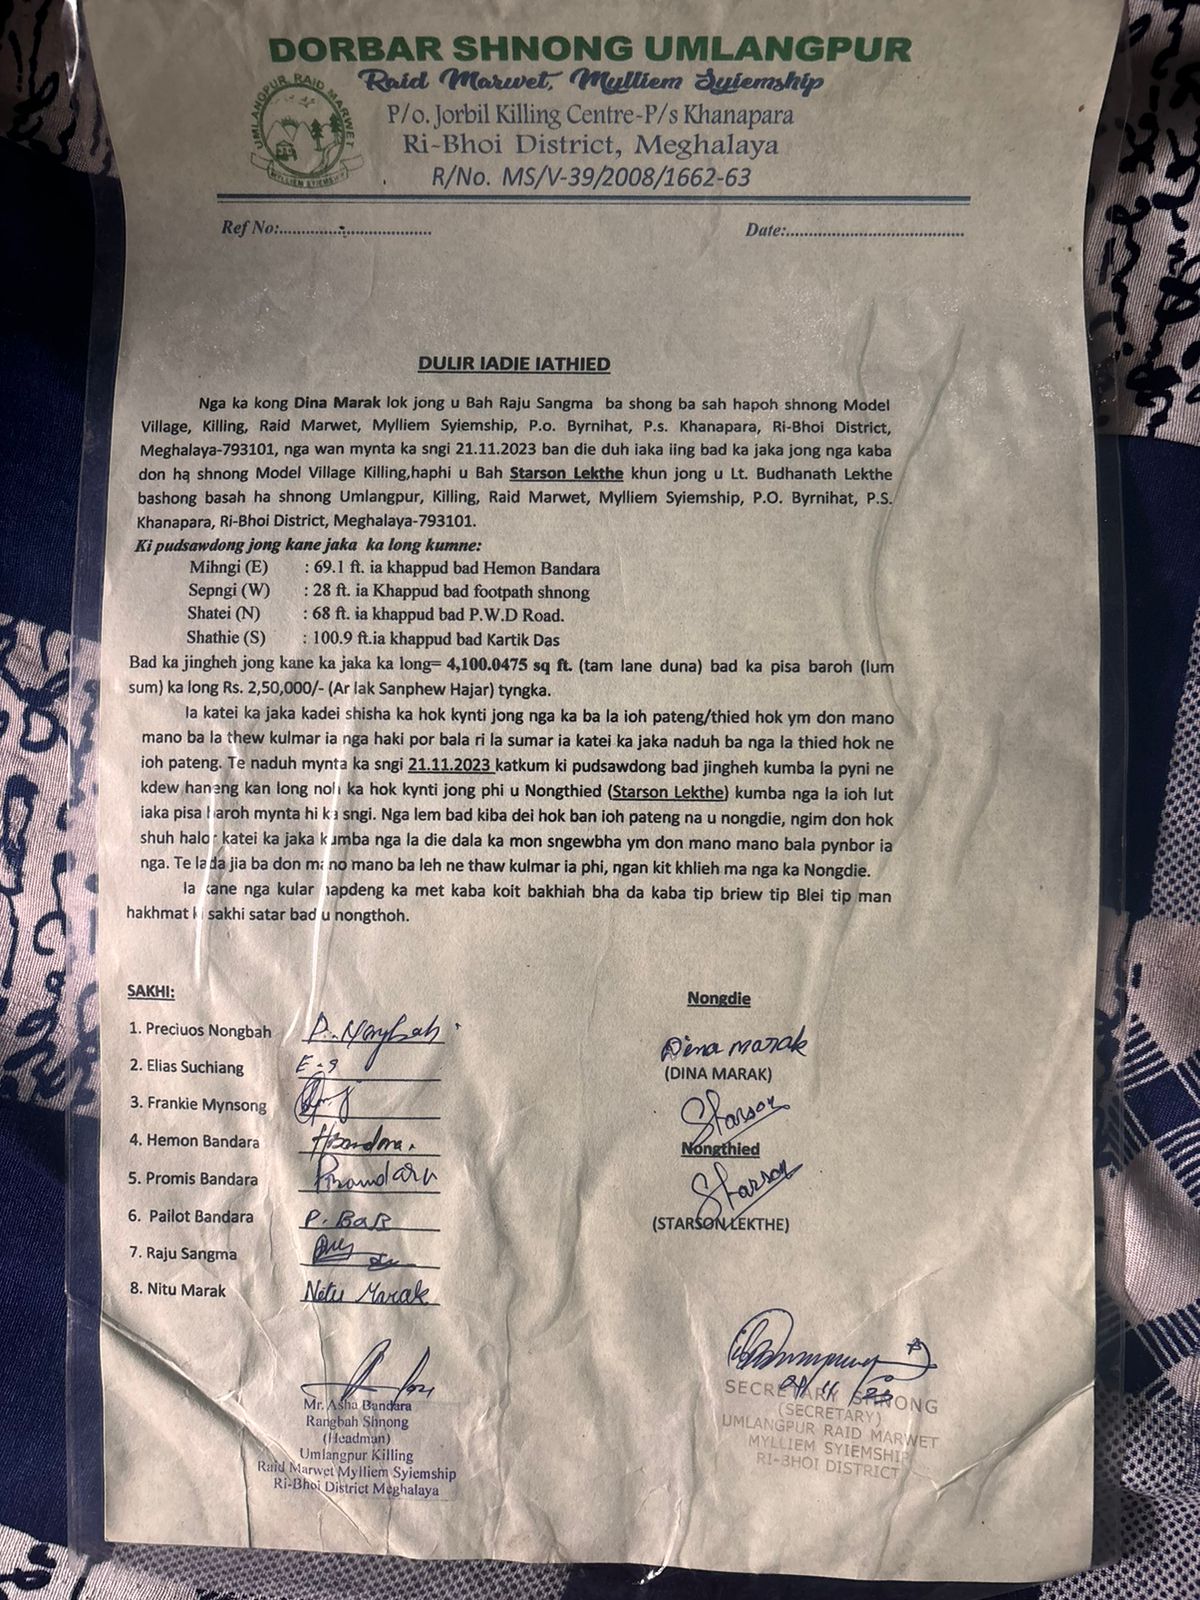 DORBAR SHNONG UMLANGPUR
Raid Marwet, Mylliem Syiemship
P/o. Jorbil Killing Centre-P/s Khanapara
Ri-Bhoi District, Meghalaya
R/No. MS/V-39/2008/1662-63
UMLANGPUR RAID MARWET
MYLLIEM SYIEMSHIP
Ref No:.................................
Date:.......................................
DULIR IADIE IATHIED
Nga ka kong Dina Marak lok jong u Bah Raju Sangma ba shong ba sah hapoh shnong Model
Village, Killing, Raid Marwet, Mylliem Syiemship, P.o. Byrnihat, P.s. Khanapara, Ri-Bhoi District,
Meghalaya-793101, nga wan mynta ka sngi 21.11.2023 ban die duh iaka iing bad ka jaka jong nga kaba
don ha shnong Model Village Killing,haphi u Bah Starson Lekthe khun jong u Lt. Budhanath Lekthe
bashong basah ha shnong Umlangpur, Killing, Raid Marwet, Mylliem Syiemship, P.O. Byrnihat, P.S.
Khanapara, Ri-Bhoi District, Meghalaya-793101.
Ki pudsawdong jong kane jaka ka long kumne:
Mihngi (E) : 69.1 ft. ia khappud bad Hemon Bandara
Sepngi (W) : 28 ft. ia Khappud bad footpath shnong
Shatei (N) : 68 ft. ia khappud bad P.W.D Road.
Shathie (S) : 100.9 ft.ia khappud bad Kartik Das
Bad ka jingheh jong kane ka jaka ka long= 4,100.0475 sq ft. (tam lane duna) bad ka pisa baroh (lum
sum) ka long Rs. 2,50,000/- (Ar lak Sanphew Hajar) tyngka.
Ia katei ka jaka kadei shisha ka hok kynti jong nga ka ba la ioh pateng/thied hok ym don mano
mano ba la thew kulmar ia nga haki por bala ri la sumar ia katei ka jaka naduh ba nga la thied hok ne
ioh pateng. Te naduh mynta ka sngi 21.11.2023 katkum ki pudsawdong bad jingheh kumba la pyni ne
kdew haneng kan long noh ka hok kynti jong phi u Nongthied (Starson Lekthe) kumba nga la ioh lut
iaka pisa baroh mynta hi ka sngi. Nga lem bad kiba dei hok ban ioh pateng na u nongdie, ngim don hok
shuh halor katei ka jaka kumba nga la die dala ka mon sngewbha ym don mano mano bala pynbor ia
nga. Te lada jia ba don mano mano ba leh ne thaw kulmar ia phi, ngan kit khlieh ma nga ka Nongdie.
Ia kane nga kular hapdeng ka met kaba koit bakhiah bha da kaba tip briew tip Blei tip man
hakhmat ki sakhi satar bad u nongthoh.
SAKHI:
1. Preciuos Nongbah P. Nongbah
2. Elias Suchiang E-S
3. Frankie Mynsong
4. Hemon Bandara HBandara.
5. Promis Bandara PBandara
6. Pailot Bandara P. BaR
7. Raju Sangma
8. Nitu Marak Nitu Marak
Nongdie
Dina marak
(DINA MARAK)
Starson
Nongthied
Starson
(STARSON LEKTHE)
Mr. Asha Bandara
Rangbah Shnong
(Headman)
Umlangpur Killing
Raid Marwet Mylliem Syiemship
Ri-Bhoi District Meghalaya
21/11/23
SECRETARY SHNONG
(SECRETARY)
UMLANGPUR RAID MARWET
MYLLIEM SYIEMSHIP
RI-BHOI DISTRICT